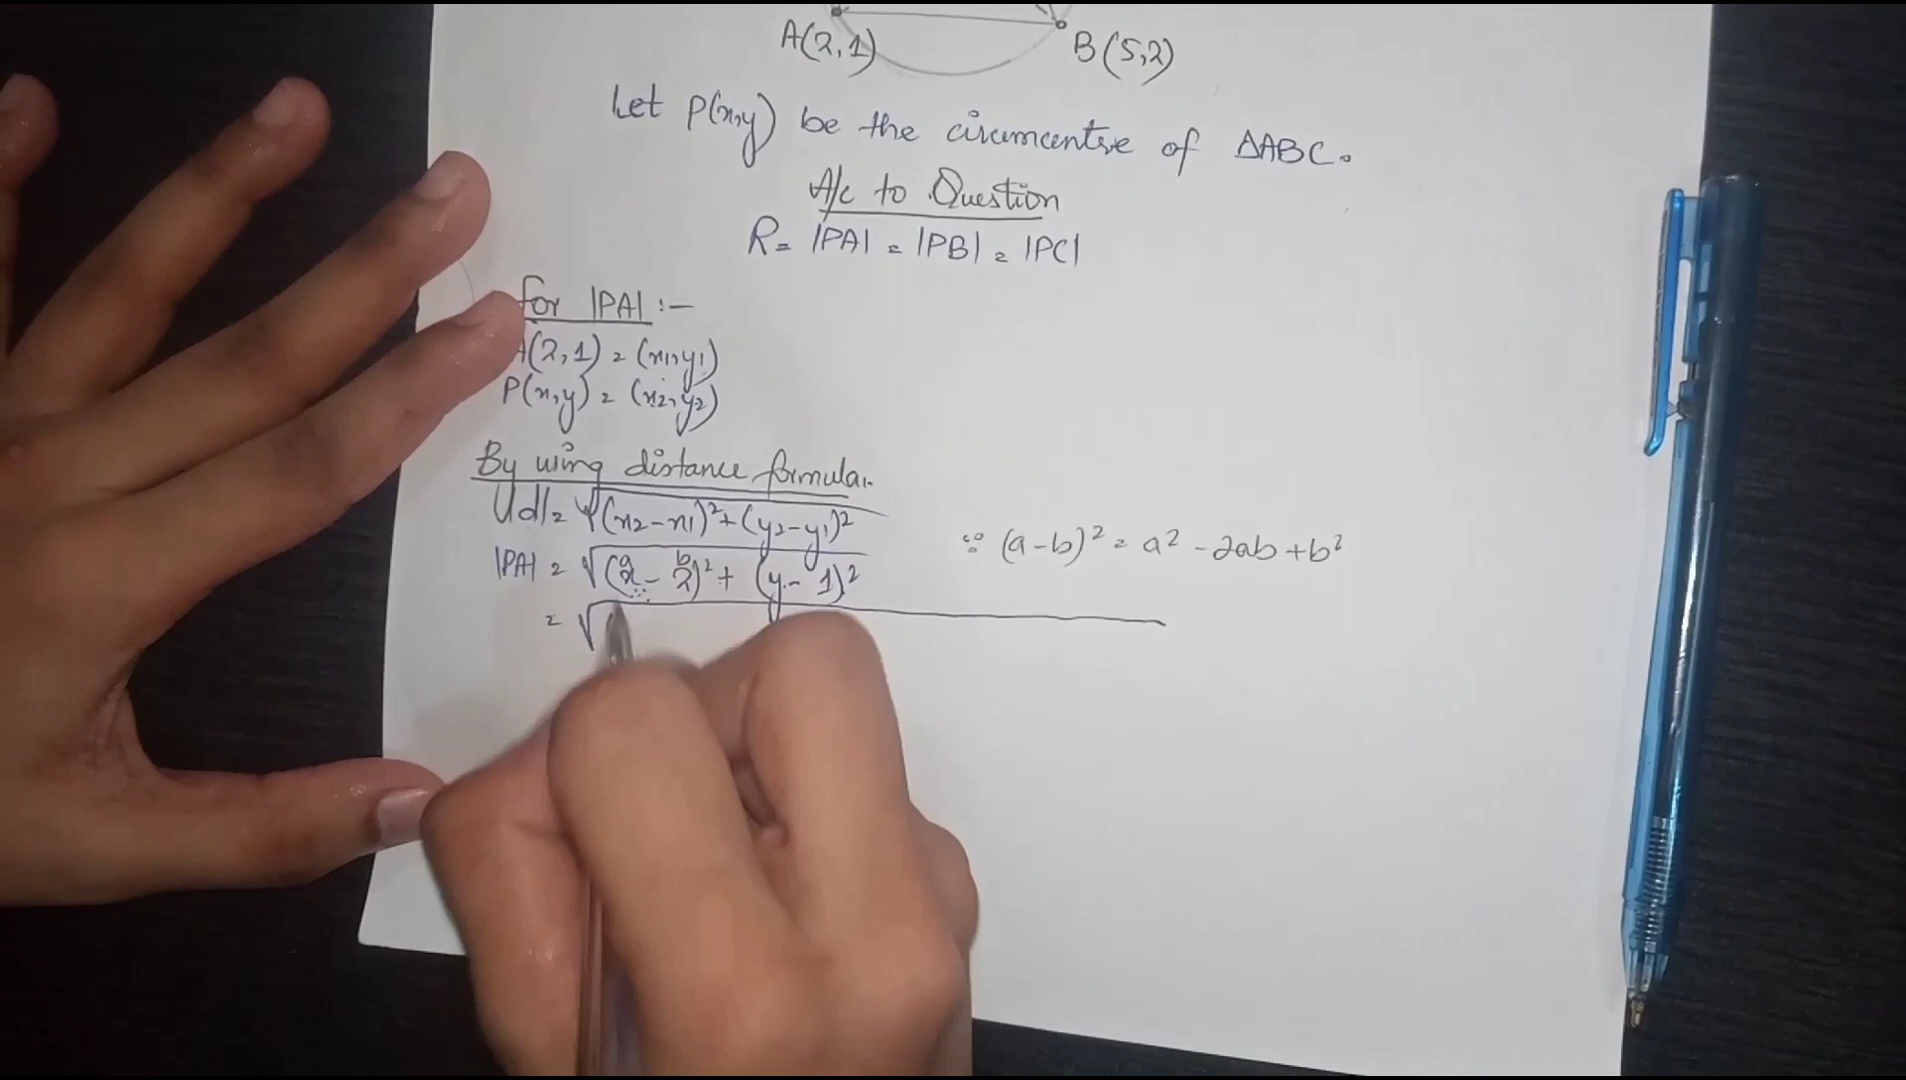 A(2,1)
B(5,2)
Let P(x,y) be the circumcentre of ΔABC.
A/c to Question
R = |PA| = |PB| = |PC|
for |PA| :-
A(2,1) = (x1,y1)
P(x,y) = (x2,y2)
By using distance formula.
|d| = √(x2-x1)²+(y2-y1)²
∵ (a-b)² = a² - 2ab + b²
a b
|PA| = √(x - 2)² + (y - 1)²
= √(